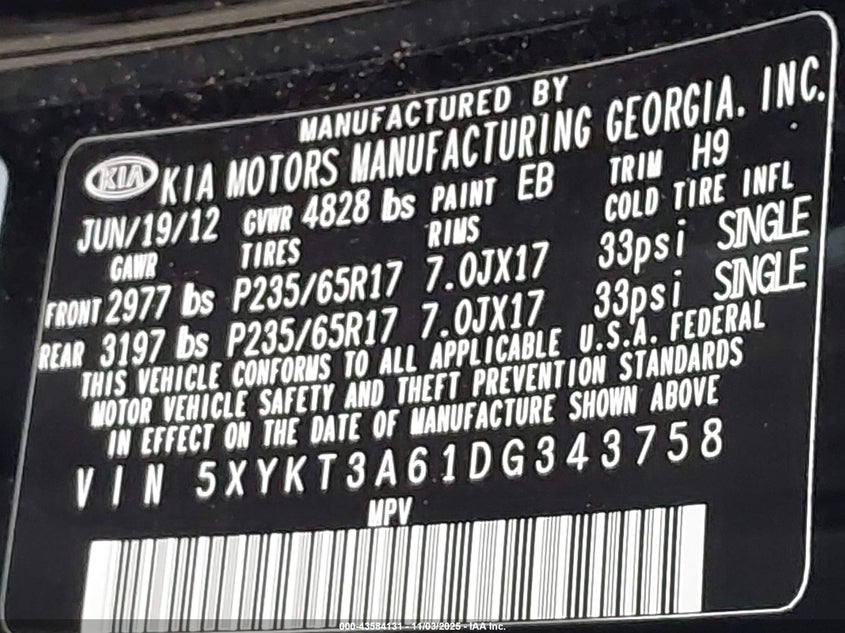 MANUFACTURED BY
KIA KIA MOTORS MANUFACTURING GEORGIA. INC.
JUN/19/12 GVWR 4828 lbs PAINT EB TRIM H9
GAWR TIRES RIMS COLD TIRE INFL
FRONT 2977 lbs P235/65R17 7.0JX17 33psi SINGLE
REAR 3197 lbs P235/65R17 7.0JX17 33psi SINGLE
THIS VEHICLE CONFORMS TO ALL APPLICABLE U.S.A. FEDERAL
MOTOR VEHICLE SAFETY AND THEFT PREVENTION STANDARDS
IN EFFECT ON THE DATE OF MANUFACTURE SHOWN ABOVE
VIN 5XYKT3A61DG343758
MPV
000-43584131 - 11/03/2025 - IAA Inc.